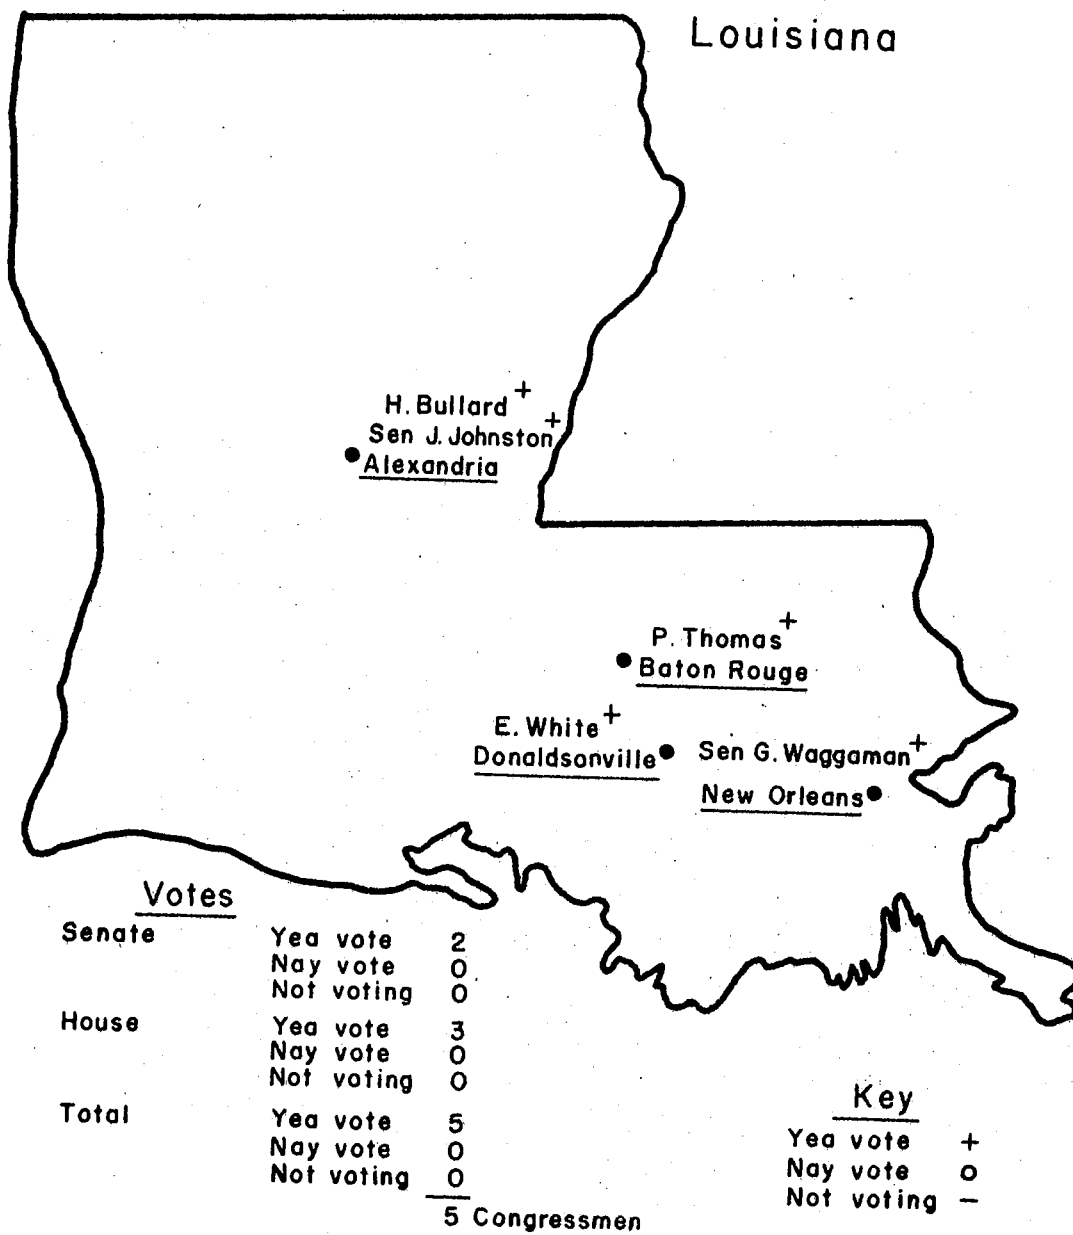 Louisiana
H. Bullard +
Sen J. Johnston +
Alexandria
P. Thomas +
Baton Rouge
E. White +
Donaldsonville
Sen G. Waggaman +
New Orleans
Votes
Senate Yea vote 2
Nay vote 0
Not voting 0
House Yea vote 3
Nay vote 0
Not voting 0
Total Yea vote 5
Nay vote 0
Not voting 0
5 Congressmen
Key
Yea vote +
Nay vote o
Not voting –